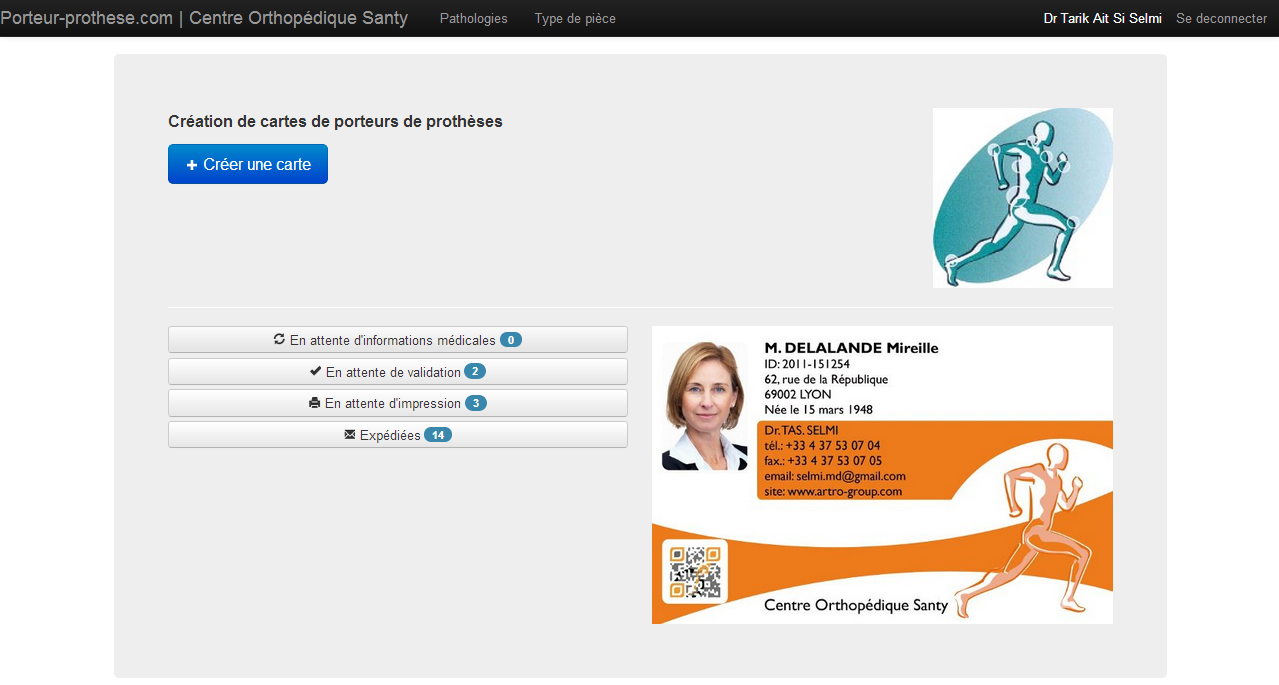 Porteur-prothese.com | Centre Orthopédique Santy Pathologies Type de pièce Dr Tarik Ait Si Selmi Se deconnecter
Création de cartes de porteurs de prothèses
Créer une carte
En attente d'informations médicales 0
En attente de validation 2
En attente d'impression 3
Expédiées 14
M. DELALANDE Mireille
ID: 2011-151254
62, rue de la République
69002 LYON
Née le 15 mars 1948
Dr. TAS. SELMI
tél.: +33 4 37 53 07 04
fax.: +33 4 37 53 07 05
email: selmi.md@gmail.com
site: www.artro-group.com
Centre Orthopédique Santy